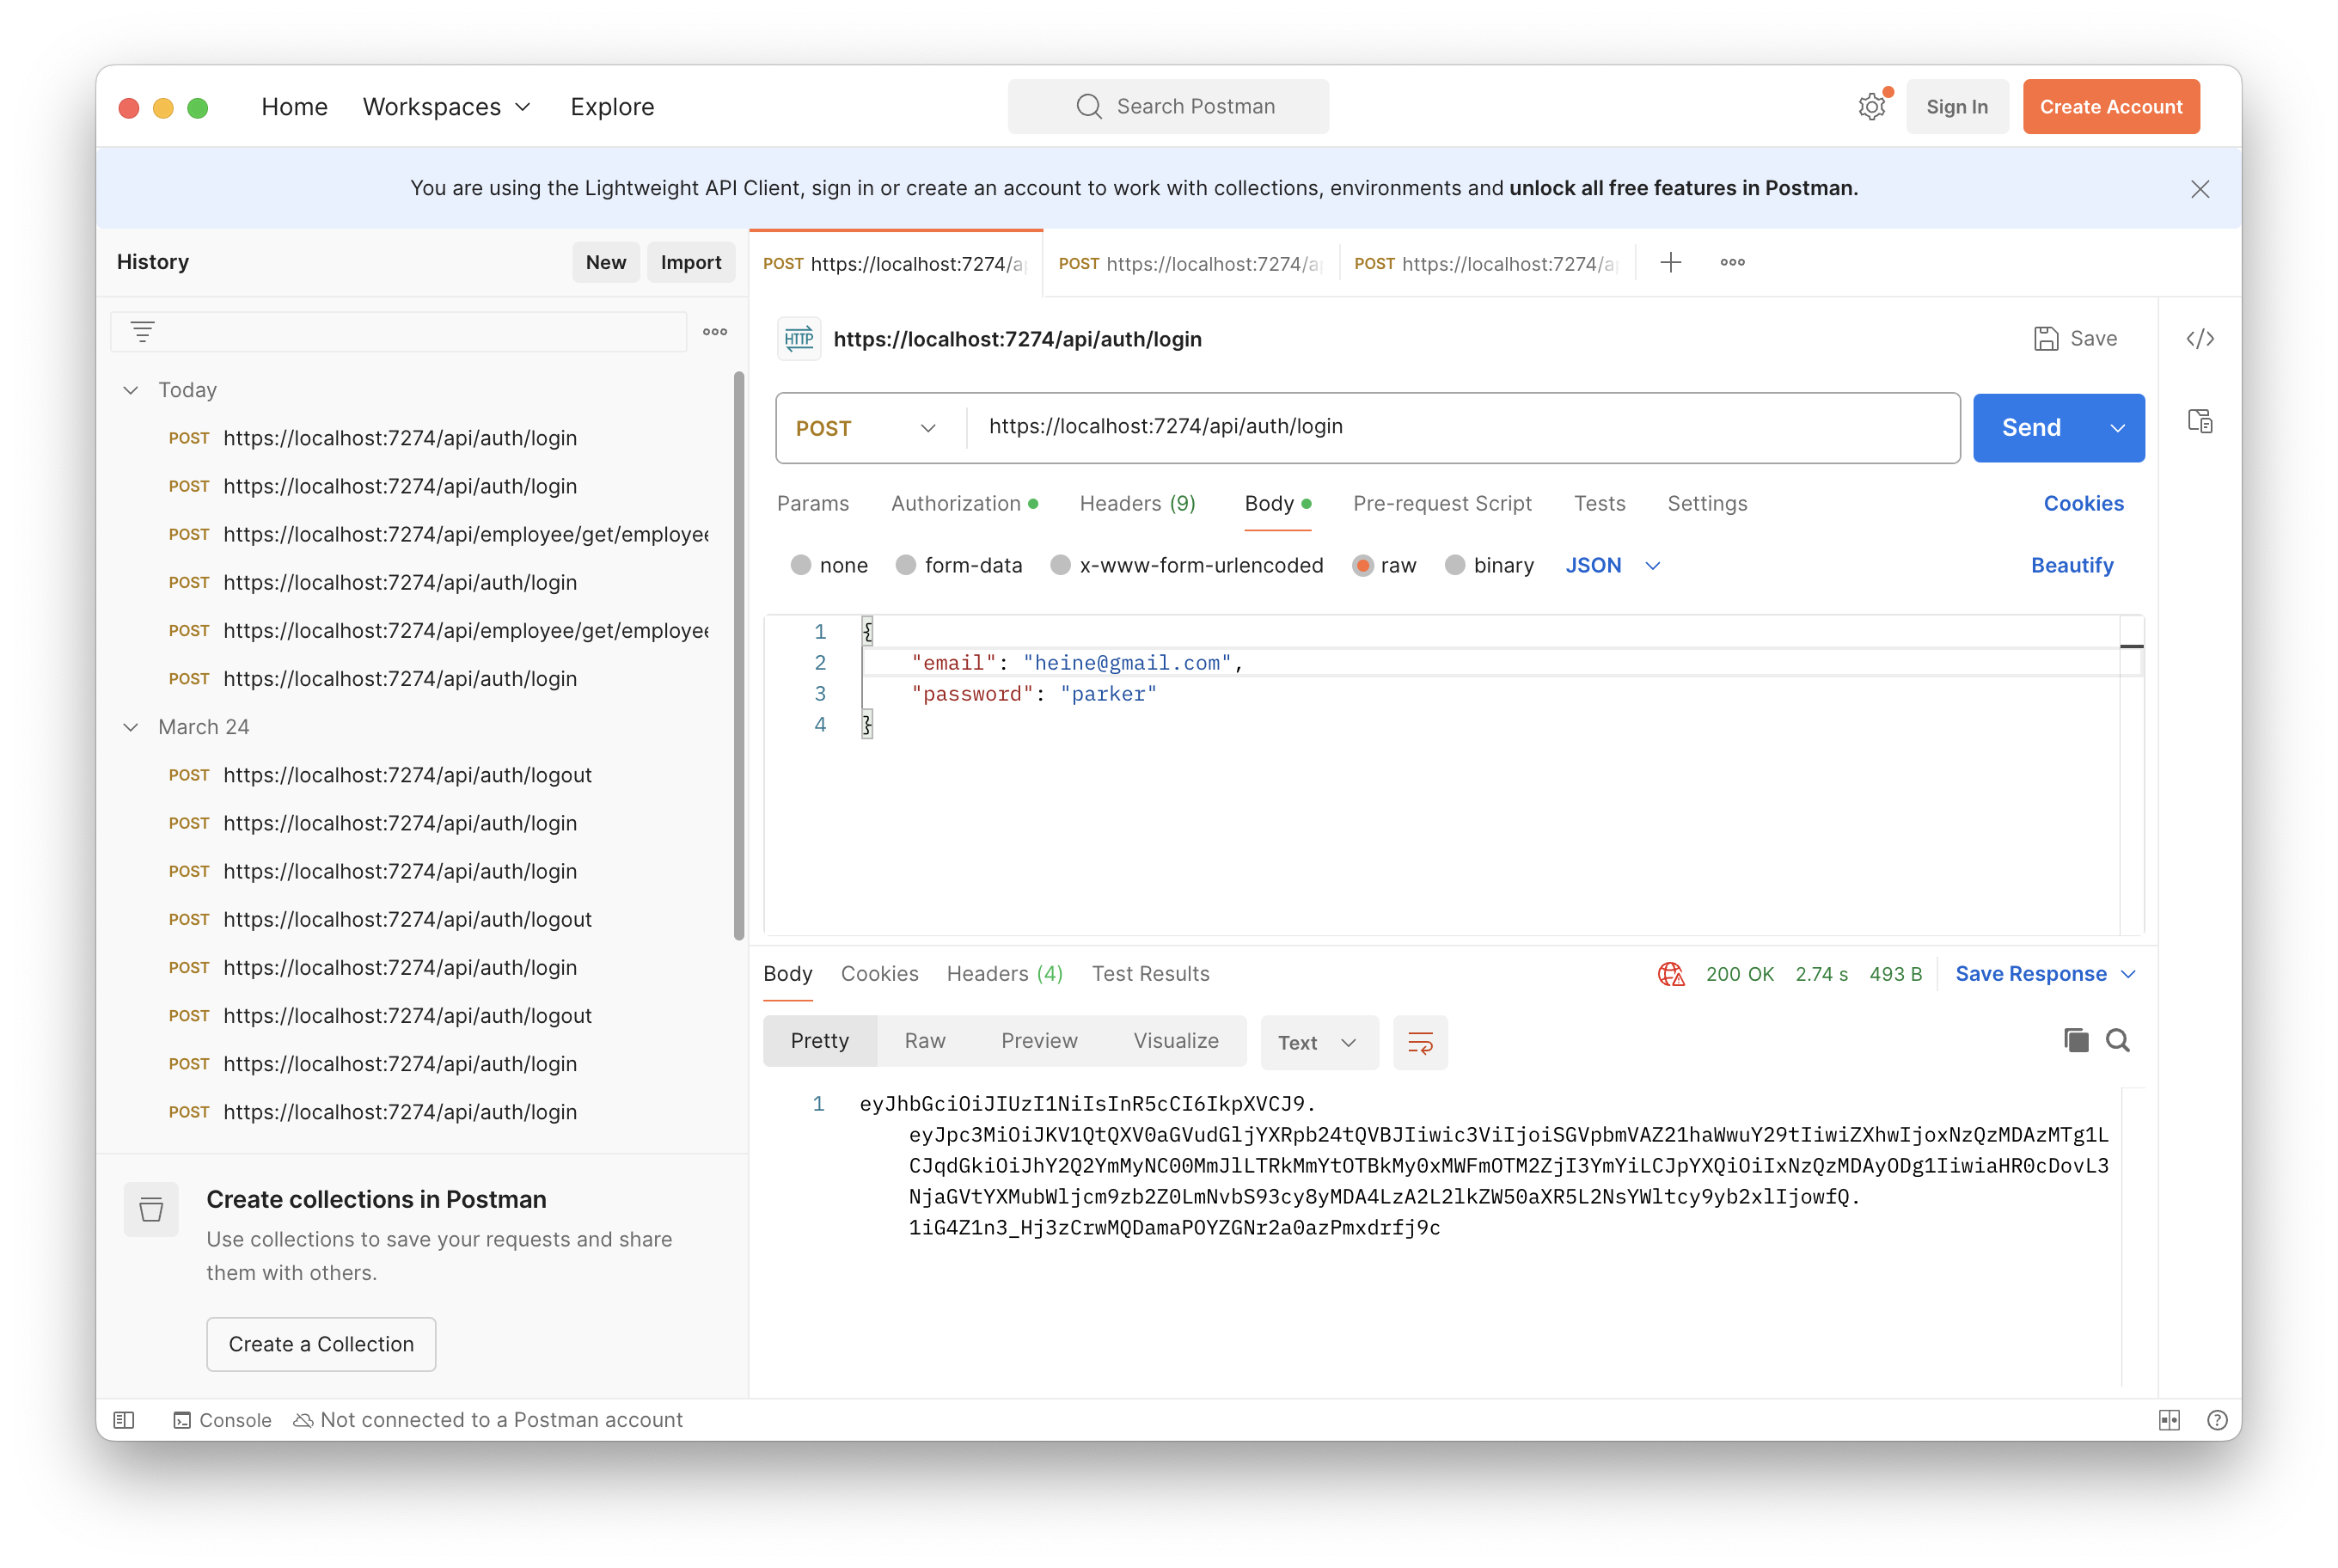 Home Workspaces Explore Search Postman Sign In Create Account
You are using the Lightweight API Client, sign in or create an account to work with collections, environments and unlock all free features in Postman.
History New Import
Today
POST https://localhost:7274/api/auth/login
POST https://localhost:7274/api/auth/login
POST https://localhost:7274/api/employee/get/employee
POST https://localhost:7274/api/auth/login
POST https://localhost:7274/api/employee/get/employee
POST https://localhost:7274/api/auth/login
March 24
POST https://localhost:7274/api/auth/logout
POST https://localhost:7274/api/auth/login
POST https://localhost:7274/api/auth/login
POST https://localhost:7274/api/auth/logout
POST https://localhost:7274/api/auth/login
POST https://localhost:7274/api/auth/logout
POST https://localhost:7274/api/auth/login
POST https://localhost:7274/api/auth/login
Create collections in Postman
Use collections to save your requests and share
them with others.
Create a Collection
POST https://localhost:7274/ap POST https://localhost:7274/ap POST https://localhost:7274/ap
HTTP https://localhost:7274/api/auth/login Save
POST https://localhost:7274/api/auth/login Send
Params Authorization Headers (9) Body Pre-request Script Tests Settings Cookies
none form-data x-www-form-urlencoded raw binary JSON Beautify
1 {
2 "email": "heine@gmail.com",
3 "password": "parker"
4 }
Body Cookies Headers (4) Test Results 200 OK 2.74 s 493 B Save Response
Pretty Raw Preview Visualize Text
1 eyJhbGciOiJIUzI1NiIsInR5cCI6IkpXVCJ9.
eyJpc3MiOiJKV1QtQXV0aGVudGljYXRpb24tQVBJIiwic3ViIjoiSGVpbmVAZ21haWwuY29tIiwiZXhwIjoxNzQzMDAzMTg1L
CJqdGkiOiJhY2Q2YmMyNC00MmJlLTRkMmYtOTBkMy0xMWFmOTM2ZjI3YmYiLCJpYXQiOiIxNzQzMDAyODg1IiwiaHR0cDovL3
NjaGVtYXMubWljcm9zb2Z0LmNvbS93cy8yMDA4LzA2L2lkZW50aXR5L2NsYWltcy9yb2xlIjowfQ.
1iG4Z1n3_Hj3zCrwMQDamaPOYZGNr2a0azPmxdrfj9c
Console Not connected to a Postman account